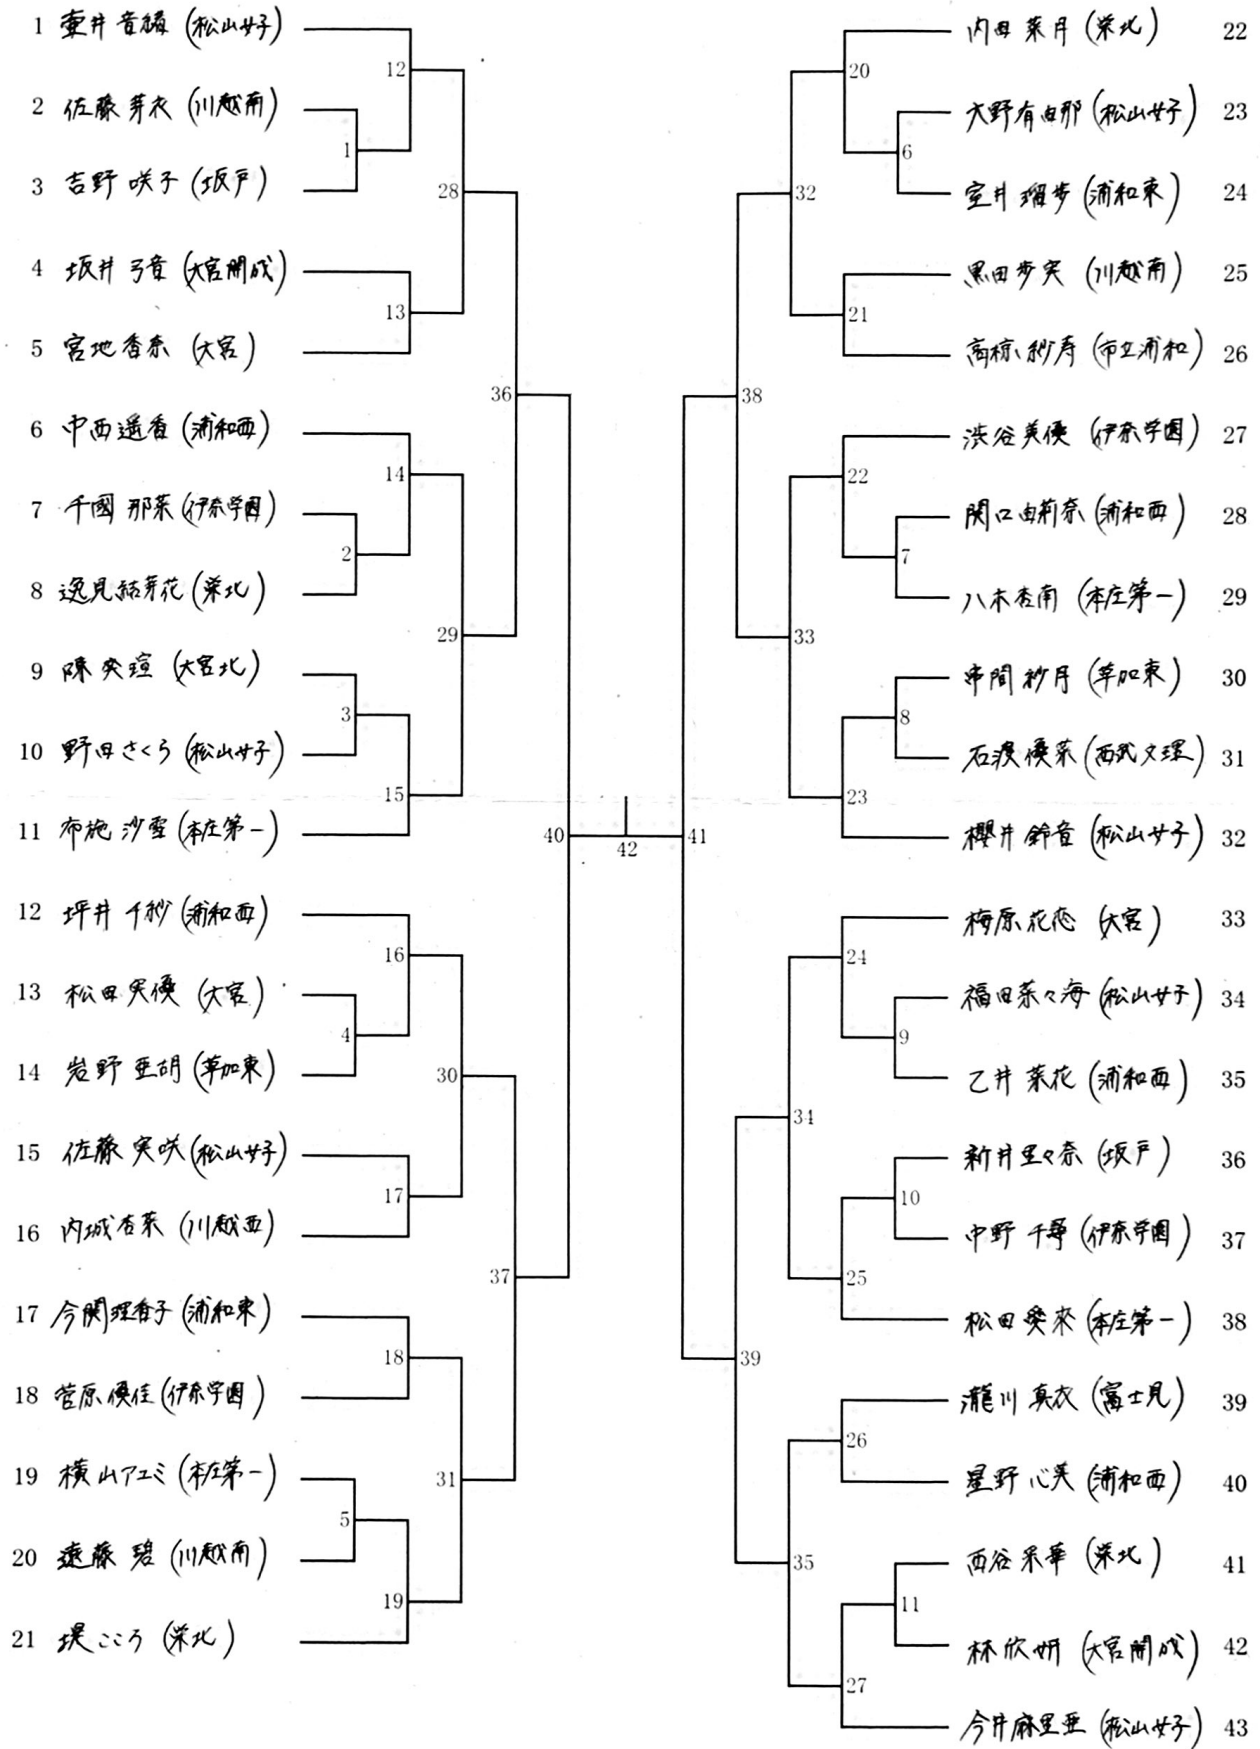 1 重井音緒 (松山女子)
2 佐藤芽衣 (川越南)
3 吉野咲子 (坂戸)
4 坂井弓音 (大宮開成)
5 宮地香奈 (大宮)
6 中西遥香 (浦和西)
7 千國那菜 (伊奈学園)
8 逸見結芽花 (栄北)
9 陳奕瑄 (大宮北)
10 野田さくら (松山女子)
11 布施沙雪 (本庄第一)
12 坪井千紗 (浦和西)
13 松田実優 (大宮)
14 岩野亜胡 (草加東)
15 佐藤実咲 (松山女子)
16 内城杏菜 (川越西)
17 今関理香子 (浦和東)
18 菅原優佳 (伊奈学園)
19 横山アエミ (本庄第一)
20 遠藤碧 (川越南)
21 堤こころ (栄北)
1
2
3
4
5
12
13
14
15
16
17
18
19
28
29
30
31
36
37
40
42
41
38
39
32
33
34
35
20
21
22
23
24
25
26
27
6
7
8
9
10
11
内田菜月 (栄北) 22
大野有由那 (松山女子) 23
室井瑠歩 (浦和東) 24
黒田歩実 (川越南) 25
高椋紗寿 (市立浦和) 26
渋谷美優 (伊奈学園) 27
関口由莉奈 (浦和西) 28
八木杏南 (本庄第一) 29
串間紗月 (草加東) 30
石渡優菜 (西武文理) 31
櫻井鈴音 (松山女子) 32
梅原花恋 (大宮) 33
福田菜々海 (松山女子) 34
乙井菜花 (浦和西) 35
新井里々奈 (坂戸) 36
中野千尋 (伊奈学園) 37
松田愛來 (本庄第一) 38
瀧川真衣 (富士見) 39
星野心美 (浦和西) 40
西谷采華 (栄北) 41
林欣妍 (大宮開成) 42
今井麻里亜 (松山女子) 43